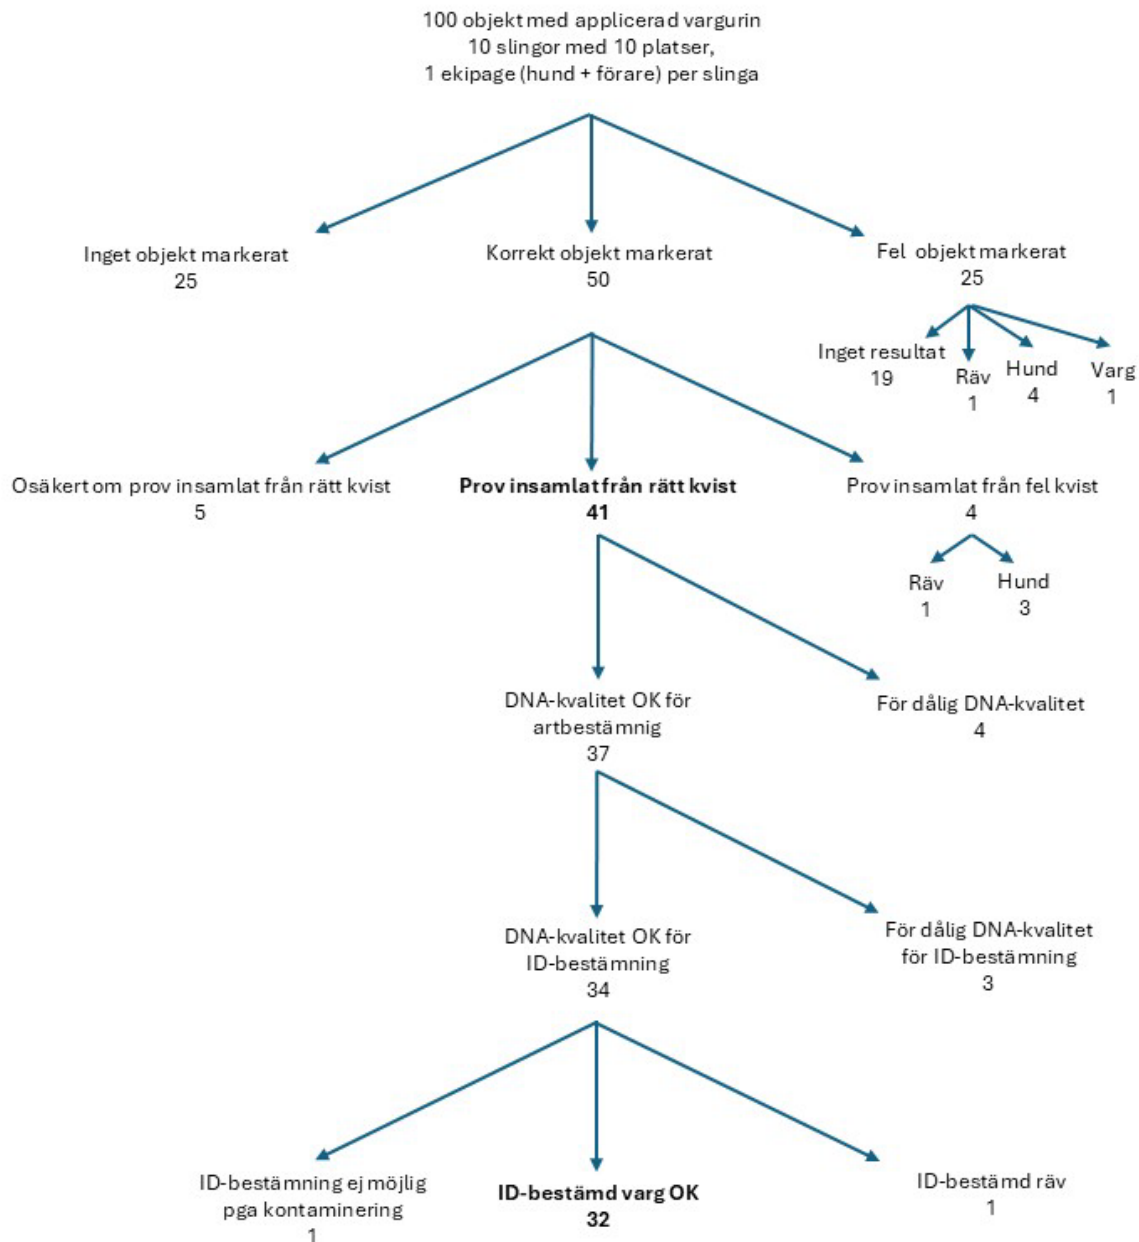 100 objekt med applicerad vargurin
10 slingor med 10 platser,
1 ekipage (hund + förare) per slinga
Inget objekt markerat
25
Korrekt objekt markerat
50
Fel objekt markerat
25
Inget resultat
19
Räv
1
Hund
4
Varg
1
Osäkert om prov insamlat från rätt kvist
5
Prov insamlat från rätt kvist
41
Prov insamlat från fel kvist
4
Räv
1
Hund
3
DNA-kvalitet OK för
artbestämnig
37
För dålig DNA-kvalitet
4
DNA-kvalitet OK för
ID-bestämning
34
För dålig DNA-kvalitet
för ID-bestämning
3
ID-bestämning ej möjlig
pga kontaminering
1
ID-bestämd varg OK
32
ID-bestämd räv
1